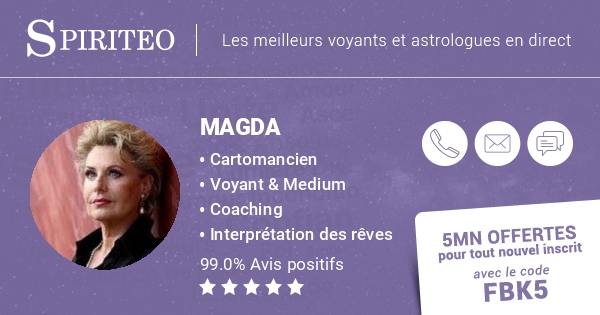 SPIRITEO
Les meilleurs voyants et astrologues en direct
MAGDA
• Cartomancien
• Voyant & Medium
• Coaching
• Interprétation des rêves
99.0% Avis positifs
5MN OFFERTES
pour tout nouvel inscrit
avec le code
FBK5